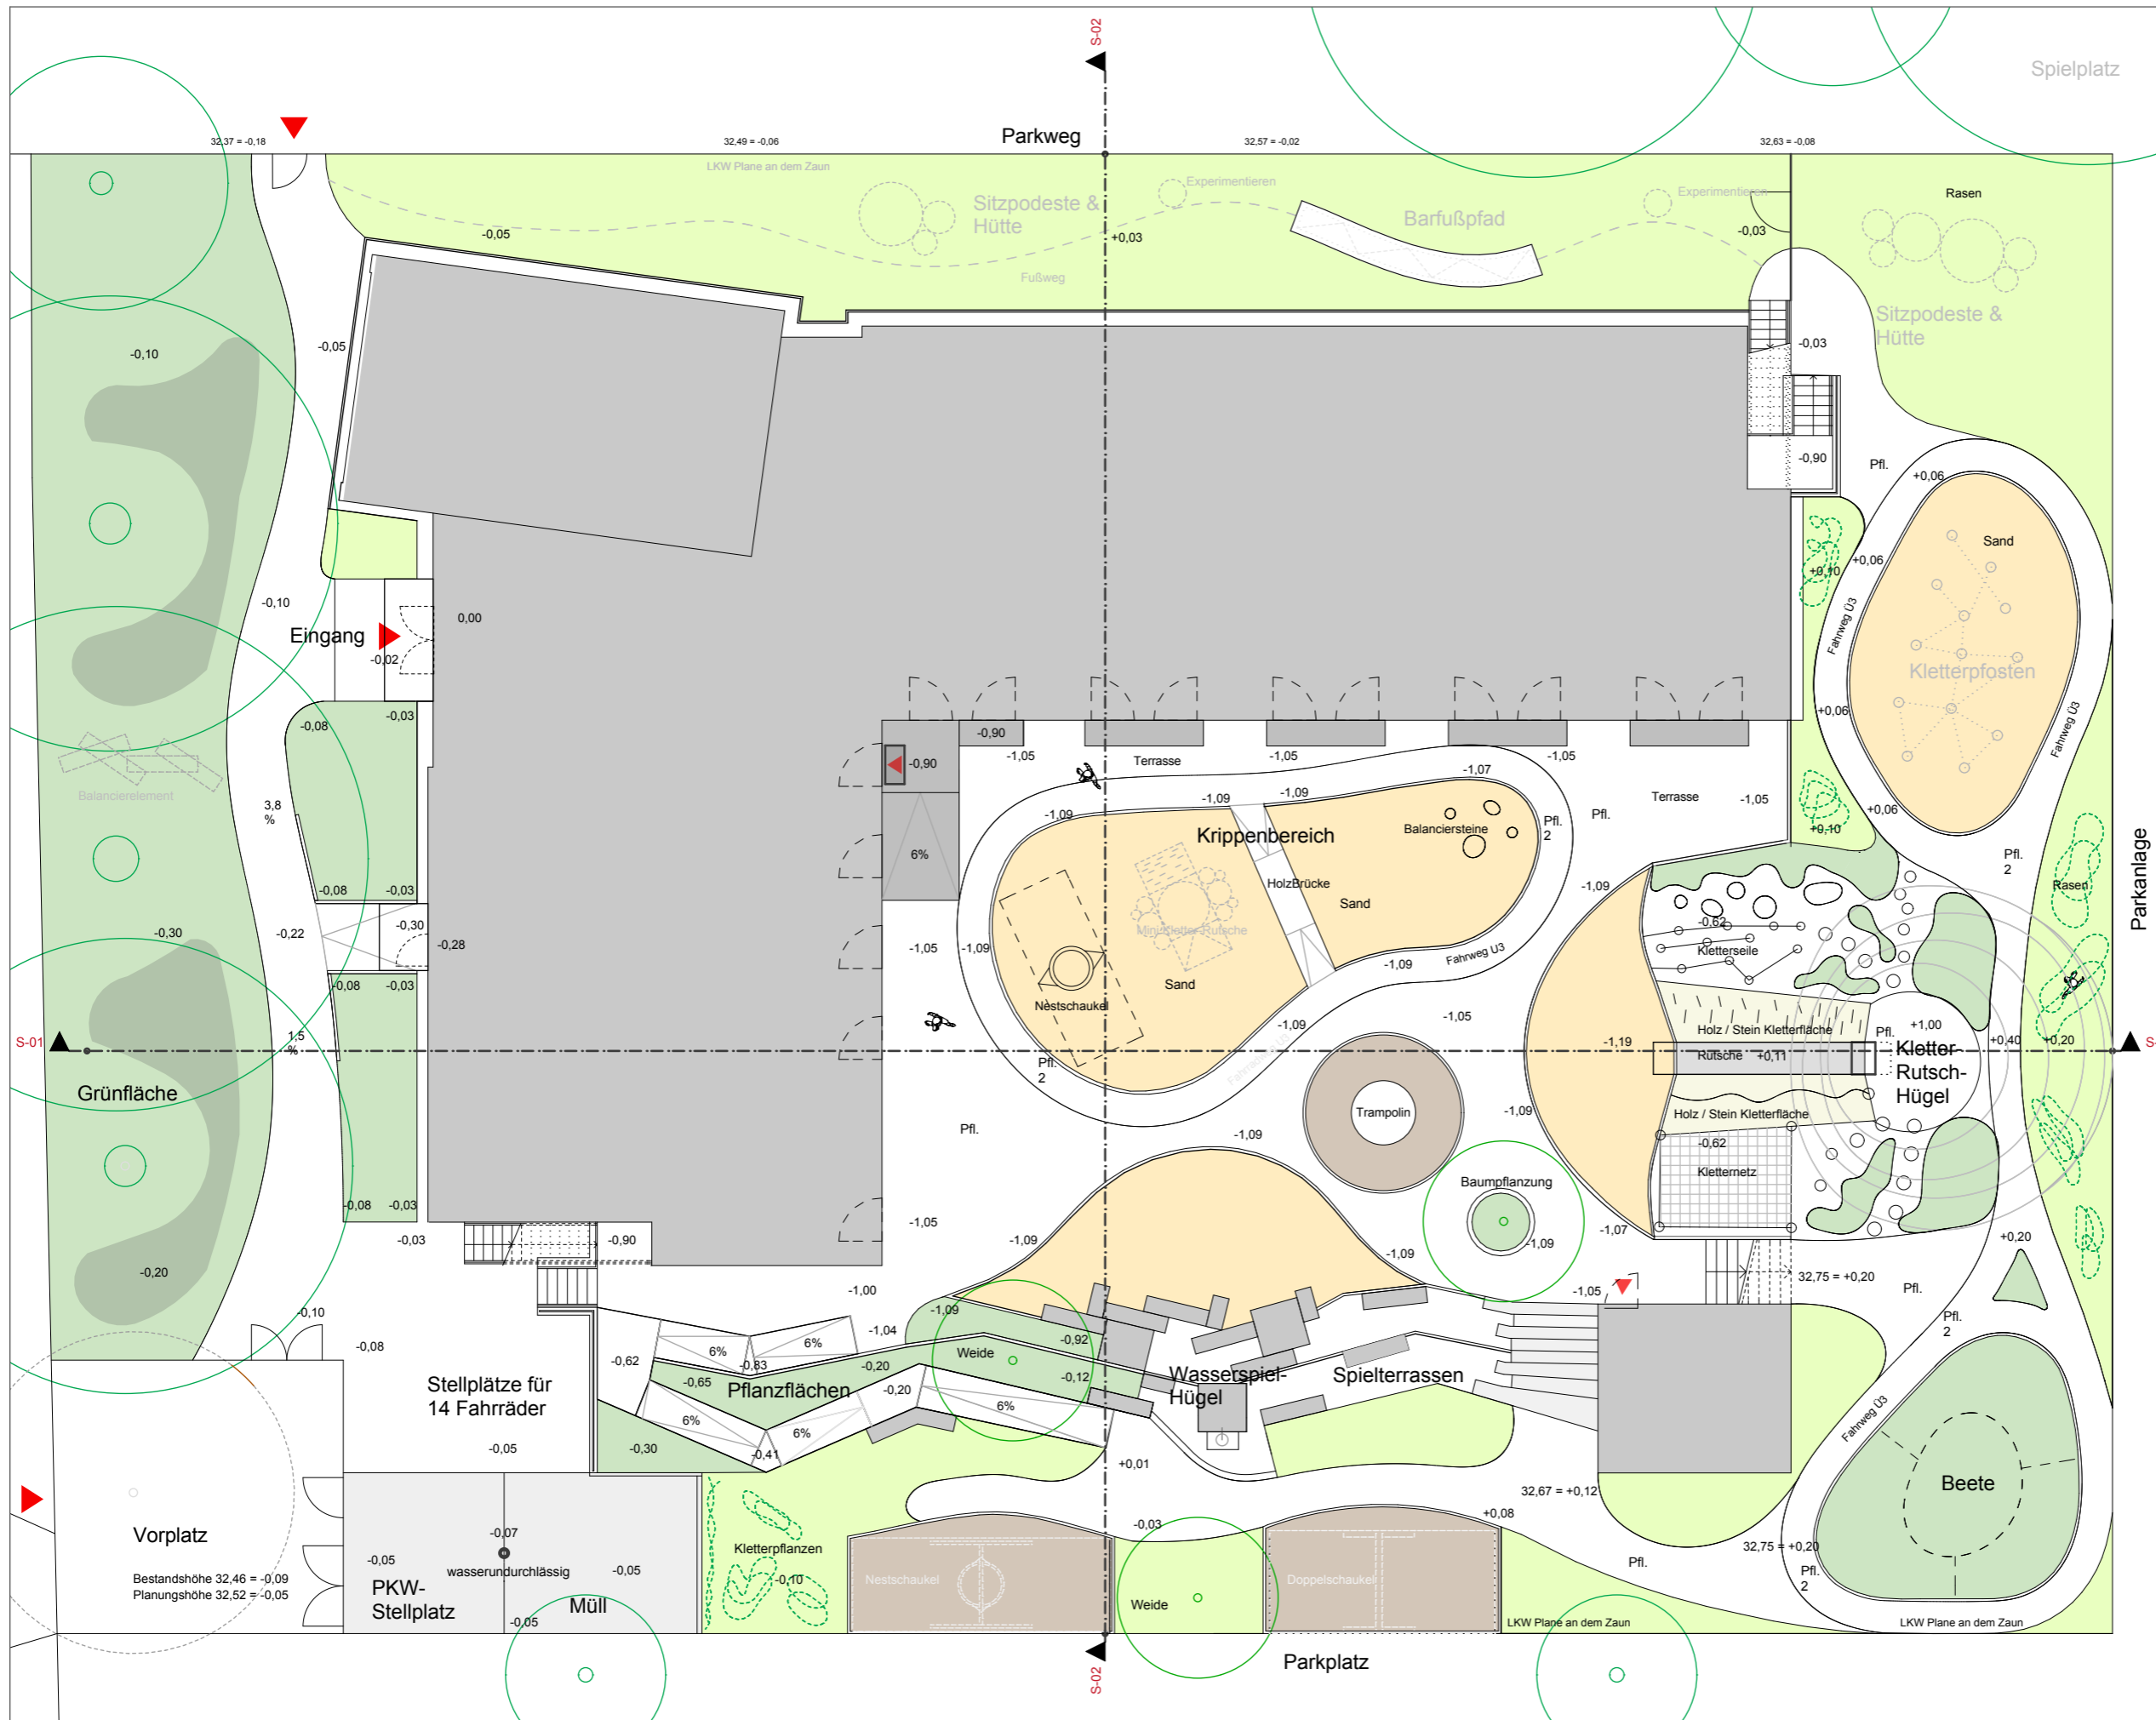 S-02
Spielplatz
32,37 = -0,18
32,49 = -0,06
Parkweg
32,57 = -0,02
32,63 = -0,08
LKW Plane an dem Zaun
Experimentieren
Experimentieren
Rasen
Sitzpodeste &
Hütte
Barfußpfad
-0,05
+0,03
-0,03
Fußweg
Sitzpodeste &
Hütte
-0,10
-0,05
-0,03
-0,90
Pfl.
+0,06
Sand
+0,06
+0,10
Fahrweg Ü3
-0,10
0,00
Eingang
-0,02
Kletterpfosten
-0,03
-0,08
+0,06
Fahrweg Ü3
-0,90
-0,90
-1,05
Terrasse
-1,05
-1,05
-1,07
Balancierelement
3,8
%
-1,09
-1,09
-1,09
Terrasse
-1,05
+0,06
Pfl.
Pfl.
2
Krippenbereich
Balanciersteine
+0,10
6%
Pfl.
2
Parkanlage
HolzBrücke
Sand
-1,09
Rasen
-0,08
-0,03
-0,30
-0,22
-0,30
-0,28
-1,05
-1,09
Mini-Kletter-Rutsche
-0,62
Kletterseile
Fahrweg Ü3
-1,09
-0,08
-0,03
Sand
Nestschaukel
-1,09
-1,05
Holz / Stein Kletterfläche
Pfl.
+1,00
S-01
1,5
%
-1,19
Rutsche
+0,11
Kletter-
Rutsch-
Hügel
+0,40
+0,20
S-
Pfl.
2
Fahrweg Ü3
Grünfläche
Trampolin
-1,09
Holz / Stein Kletterfläche
Pfl.
-1,09
-0,62
Kletternetz
Baumpflanzung
-0,08
-0,03
-1,05
-1,07
-0,03
-0,90
-1,09
-1,09
-1,09
+0,20
-0,20
-1,00
-1,05
32,75 = +0,20
Pfl.
-0,10
-1,09
-1,04
Pfl.
2
-0,08
-0,62
6%
6%
-0,83
-0,20
Weide
-0,92
-0,12
Wasserspiel-
Hügel
Spielterrassen
Stellplätze für
14 Fahrräder
-0,65
Pflanzflächen
-0,20
6%
6%
6%
Fahrweg Ü3
-0,05
-0,30
-0,41
+0,01
Beete
32,67 = +0,12
+0,08
-0,03
Vorplatz
-0,07
wasserundurchlässig
Kletterpflanzen
32,75 = +0,20
Pfl.
Pfl.
2
Bestandshöhe 32,46 = -0,09
Planungshöhe 32,52 = -0,05
-0,05
PKW-
Stellplatz
-0,05
Müll
-0,05
-0,10
Nestschaukel
Weide
Doppelschaukel
LKW Plane an dem Zaun
LKW Plane an dem Zaun
Parkplatz
S-02